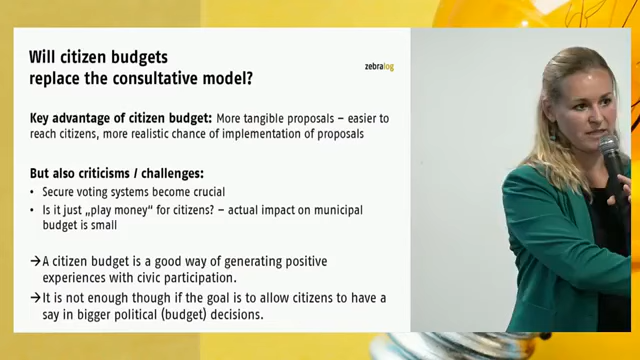 Will citizen budgets
replace the consultative model?
zebralog
Key advantage of citizen budget: More tangible proposals – easier to
reach citizens, more realistic chance of implementation of proposals
But also criticisms / challenges:
• Secure voting systems become crucial
• Is it just „play money“ for citizens? – actual impact on municipal
budget is small
→A citizen budget is a good way of generating positive
experiences with civic participation.
→It is not enough though if the goal is to allow citizens to have a
say in bigger political (budget) decisions.